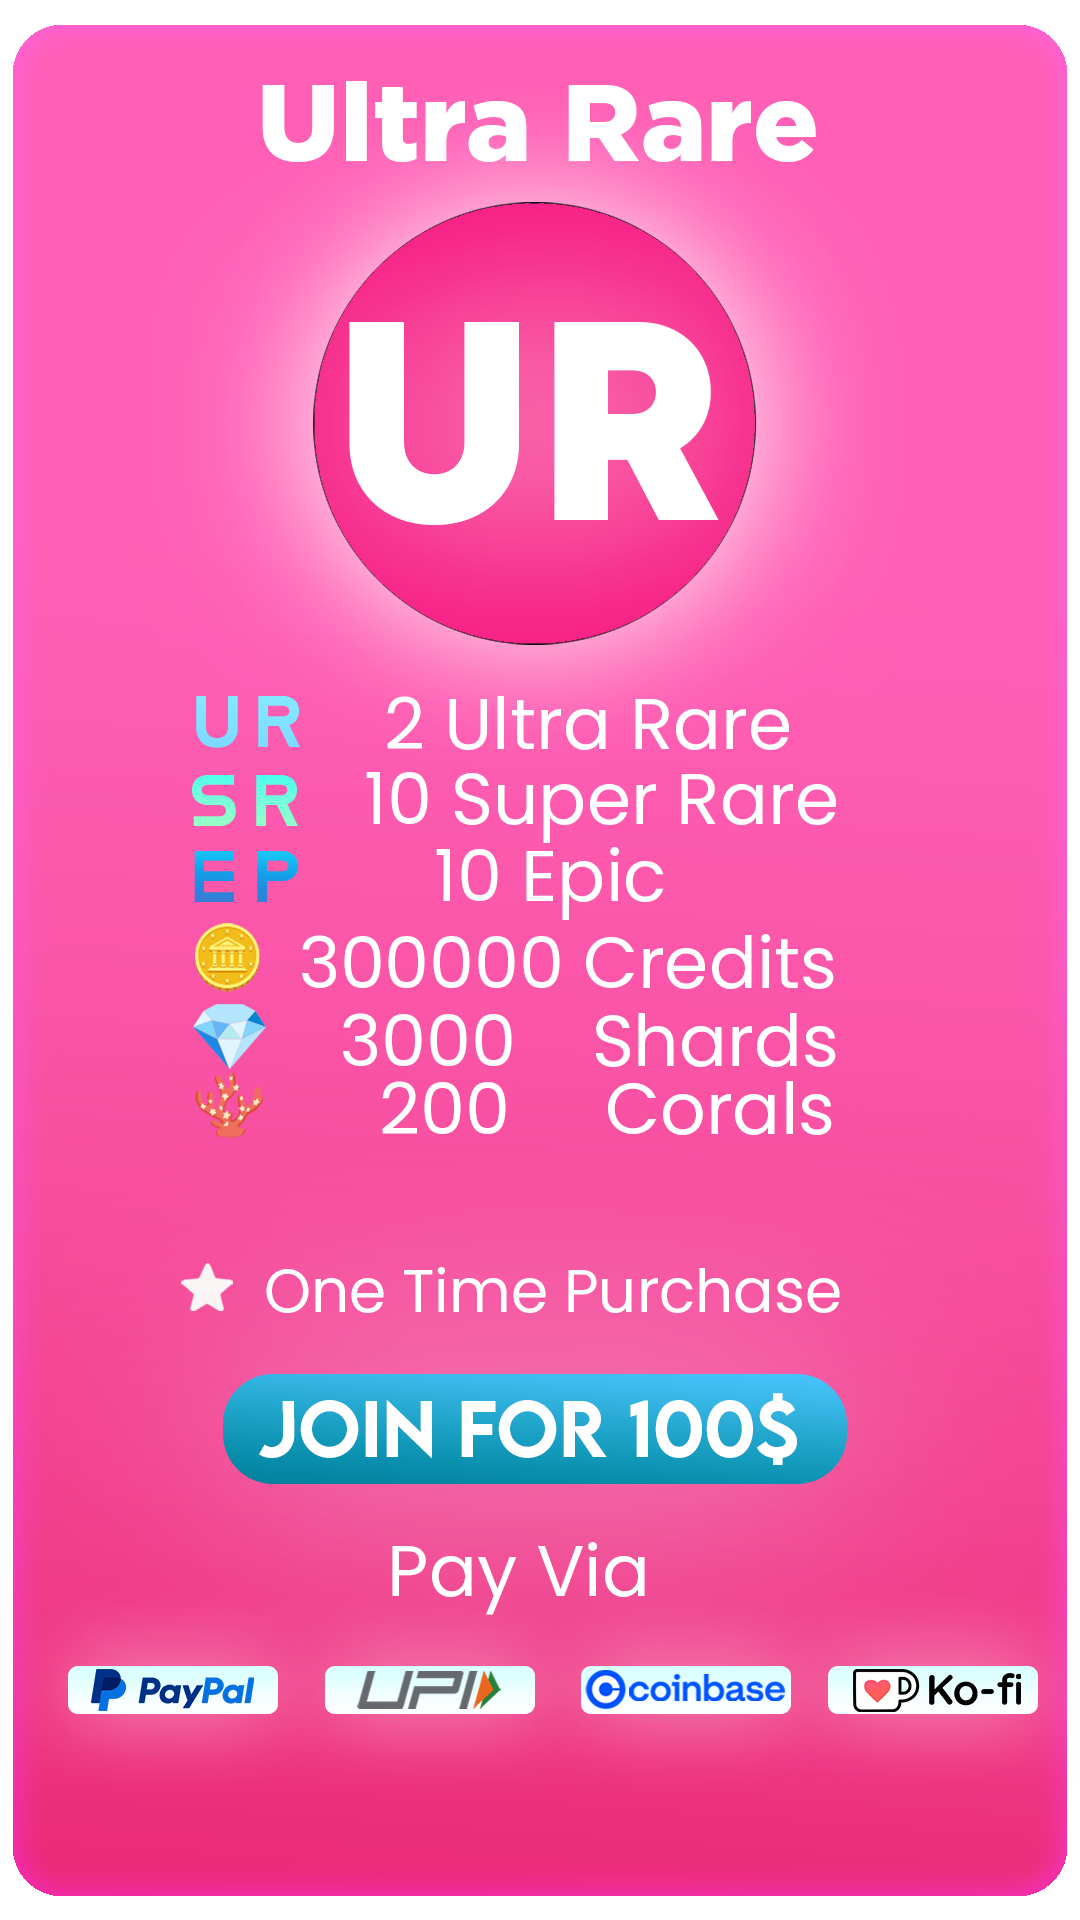 Ultra Rare
UR
UR 2 Ultra Rare
SR 10 Super Rare
EP 10 Epic
300000 Credits
3000 Shards
200 Corals
One Time Purchase
JOIN FOR 100$
Pay Via
PayPal UPI coinbase Ko-fi